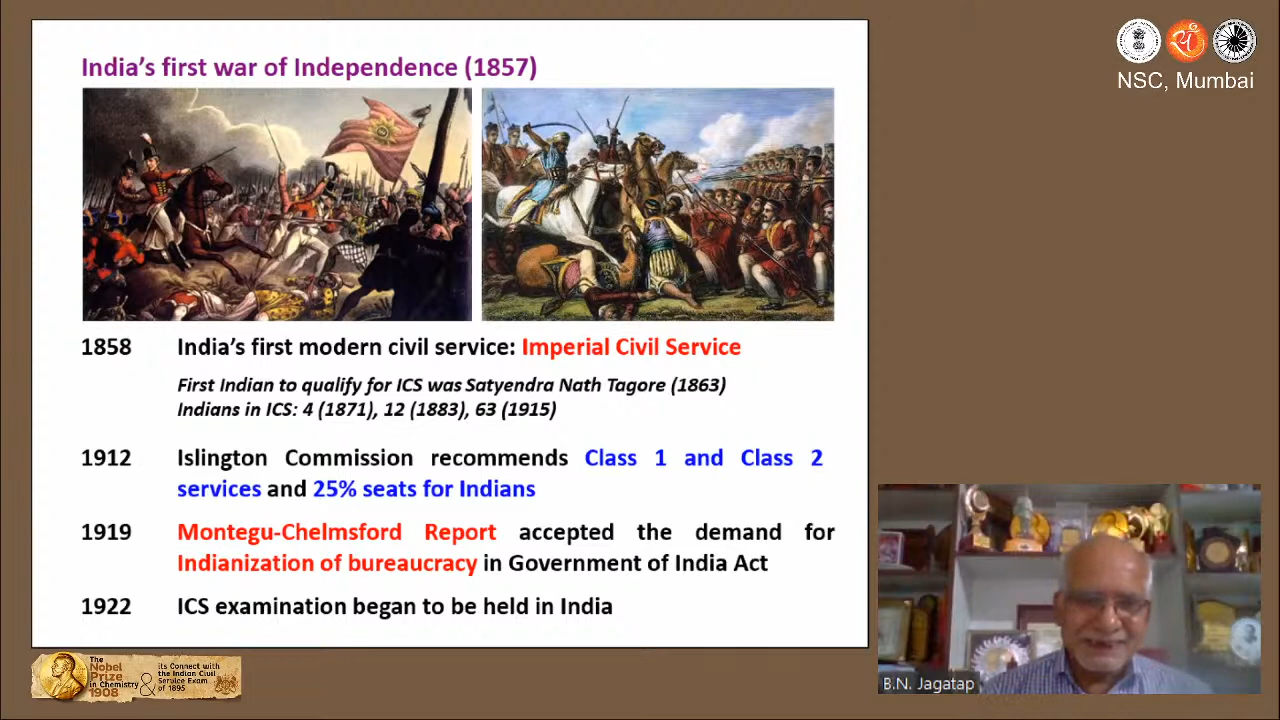 India's first war of Independence (1857)
1858 India's first modern civil service: Imperial Civil Service
First Indian to qualify for ICS was Satyendra Nath Tagore (1863)
Indians in ICS: 4 (1871), 12 (1883), 63 (1915)
1912 Islington Commission recommends Class 1 and Class 2
services and 25% seats for Indians
1919 Montegu-Chelmsford Report accepted the demand for
Indianization of bureaucracy in Government of India Act
1922 ICS examination began to be held in India
NSC, Mumbai
B.N. Jagatap
The
Nobel
Prize
in Chemistry
1908
&
its Connect with
the Indian Civil
Service Exam
of 1895